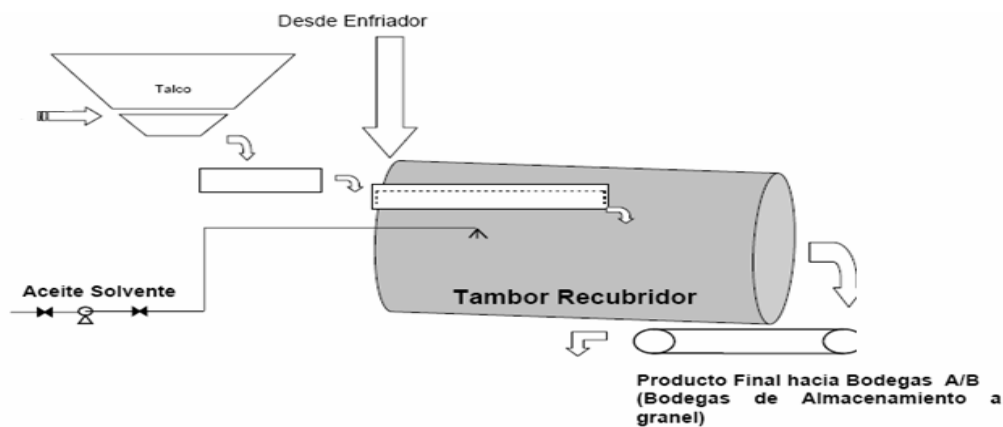 Desde Enfriador
Talco
Aceite Solvente
Tambor Recubridor
Producto Final hacia Bodegas A/B
(Bodegas de Almacenamiento a
granel)